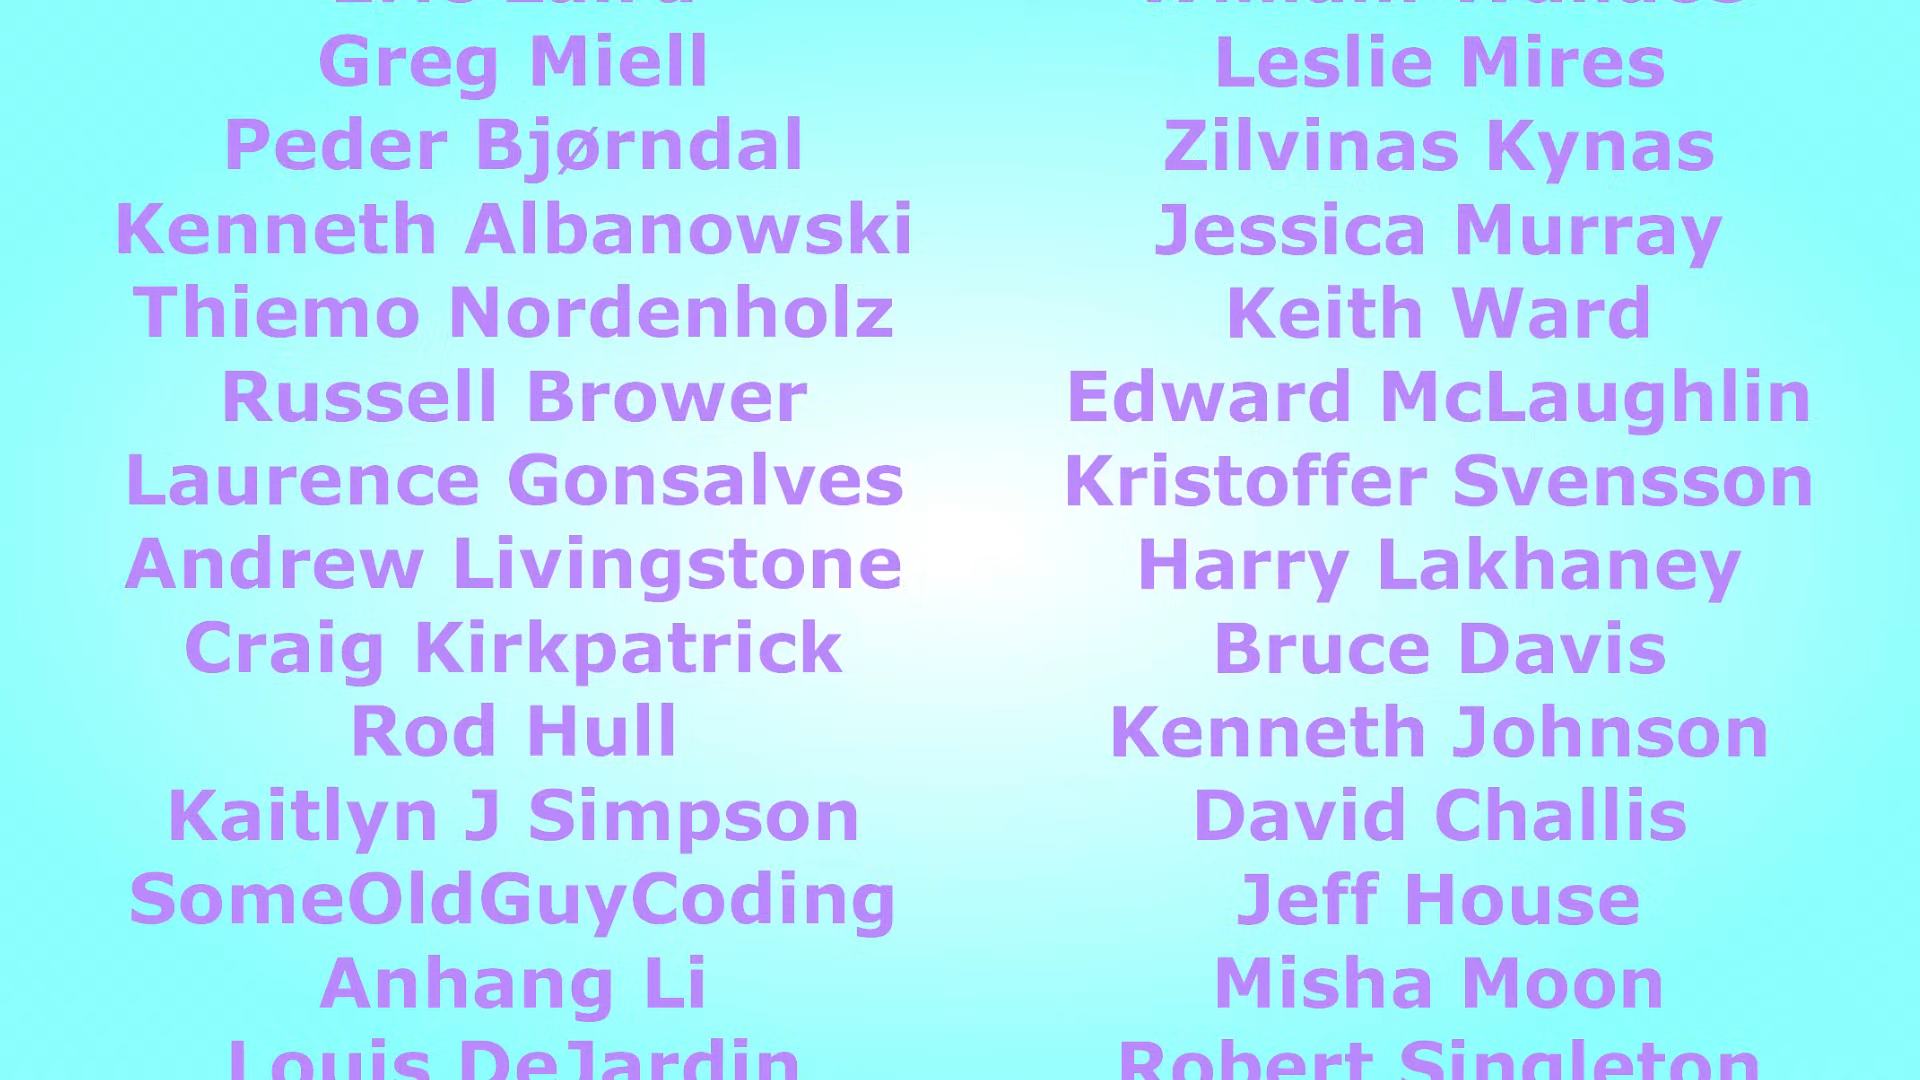 Greg Miell
Leslie Mires
Peder Bjørndal
Zilvinas Kynas
Kenneth Albanowski
Jessica Murray
Thiemo Nordenholz
Keith Ward
Russell Brower
Edward McLaughlin
Laurence Gonsalves
Kristoffer Svensson
Andrew Livingstone
Harry Lakhaney
Craig Kirkpatrick
Bruce Davis
Rod Hull
Kenneth Johnson
Kaitlyn J Simpson
David Challis
SomeOldGuyCoding
Jeff House
Anhang Li
Misha Moon
Louis DeJardin
Robert Singleton